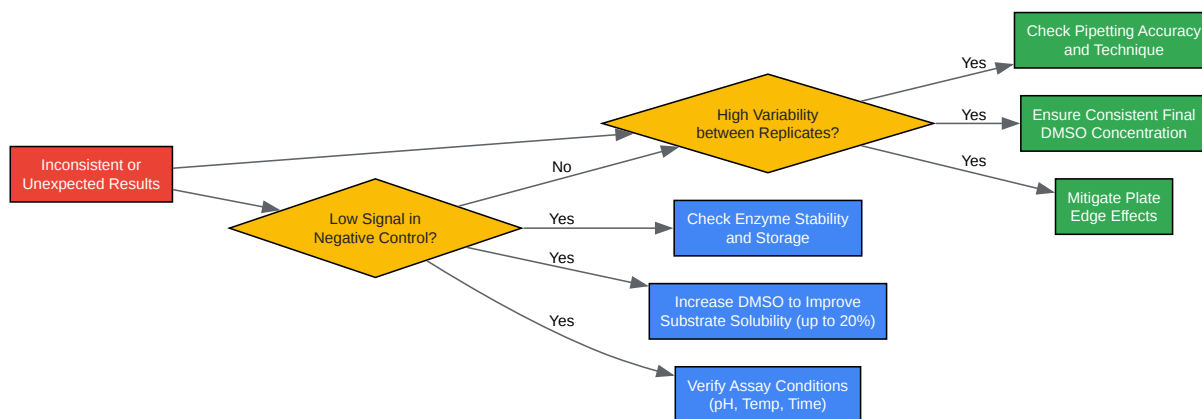 Inconsistent or
Unexpected Results
Low Signal in
Negative Control?
No
Yes
Yes
Yes
High Variability
between Replicates?
Yes
Yes
Yes
Check Enzyme Stability
and Storage
Increase DMSO to Improve
Substrate Solubility (up to 20%)
Verify Assay Conditions
(pH, Temp, Time)
Check Pipetting Accuracy
and Technique
Ensure Consistent Final
DMSO Concentration
Mitigate Plate
Edge Effects